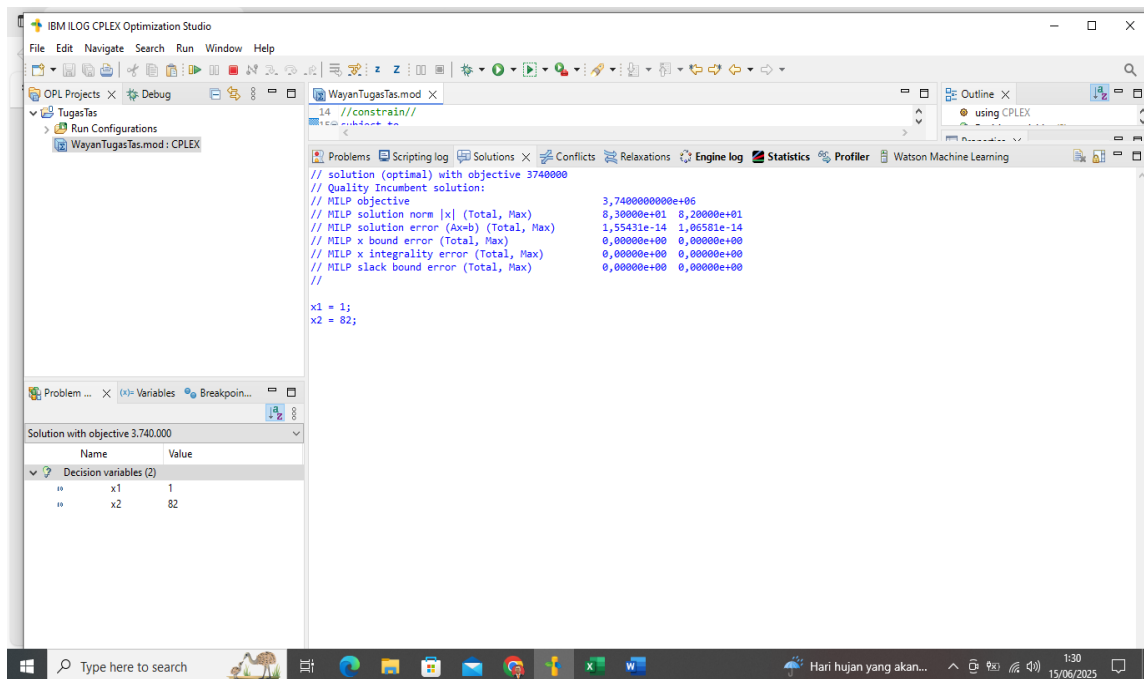 IBM ILOG CPLEX Optimization Studio
File Edit Navigate Search Run Window Help
OPL Projects Debug
TugasTas
Run Configurations
WayanTugasTas.mod : CPLEX
WayanTugasTas.mod
14 //constrain//
15 subject to
Outline
using CPLEX
Problems Scripting log Solutions Conflicts Relaxations Engine log Statistics Profiler Watson Machine Learning
// solution (optimal) with objective 3740000
// Quality Incumbent solution:
// MILP objective 3,7400000000e+06
// MILP solution norm |x| (Total, Max) 8,30000e+01 8,20000e+01
// MILP solution error (Ax=b) (Total, Max) 1,55431e-14 1,06581e-14
// MILP x bound error (Total, Max) 0,00000e+00 0,00000e+00
// MILP x integrality error (Total, Max) 0,00000e+00 0,00000e+00
// MILP slack bound error (Total, Max) 0,00000e+00 0,00000e+00
//
x1 = 1;
x2 = 82;
Problem ... (x)= Variables Breakpoin...
Solution with objective 3.740.000
Name Value
Decision variables (2)
x1 1
x2 82
Type here to search
Hari hujan yang akan...
1:30
15/06/2025